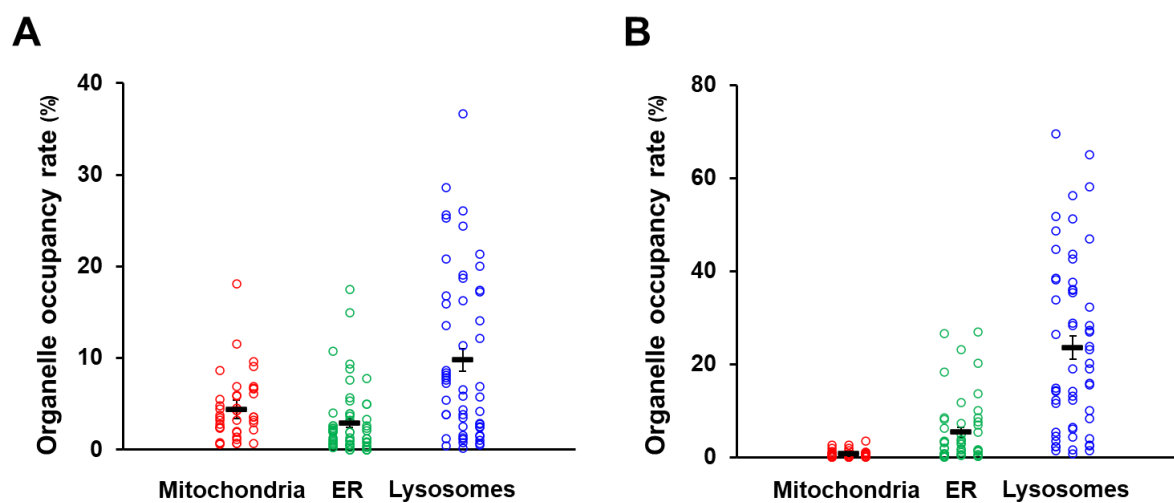 A
Organelle occupancy rate (%)
40
30
20
10
0
Mitochondria ER Lysosomes
B
Organelle occupancy rate (%)
80
60
40
20
0
Mitochondria ER Lysosomes